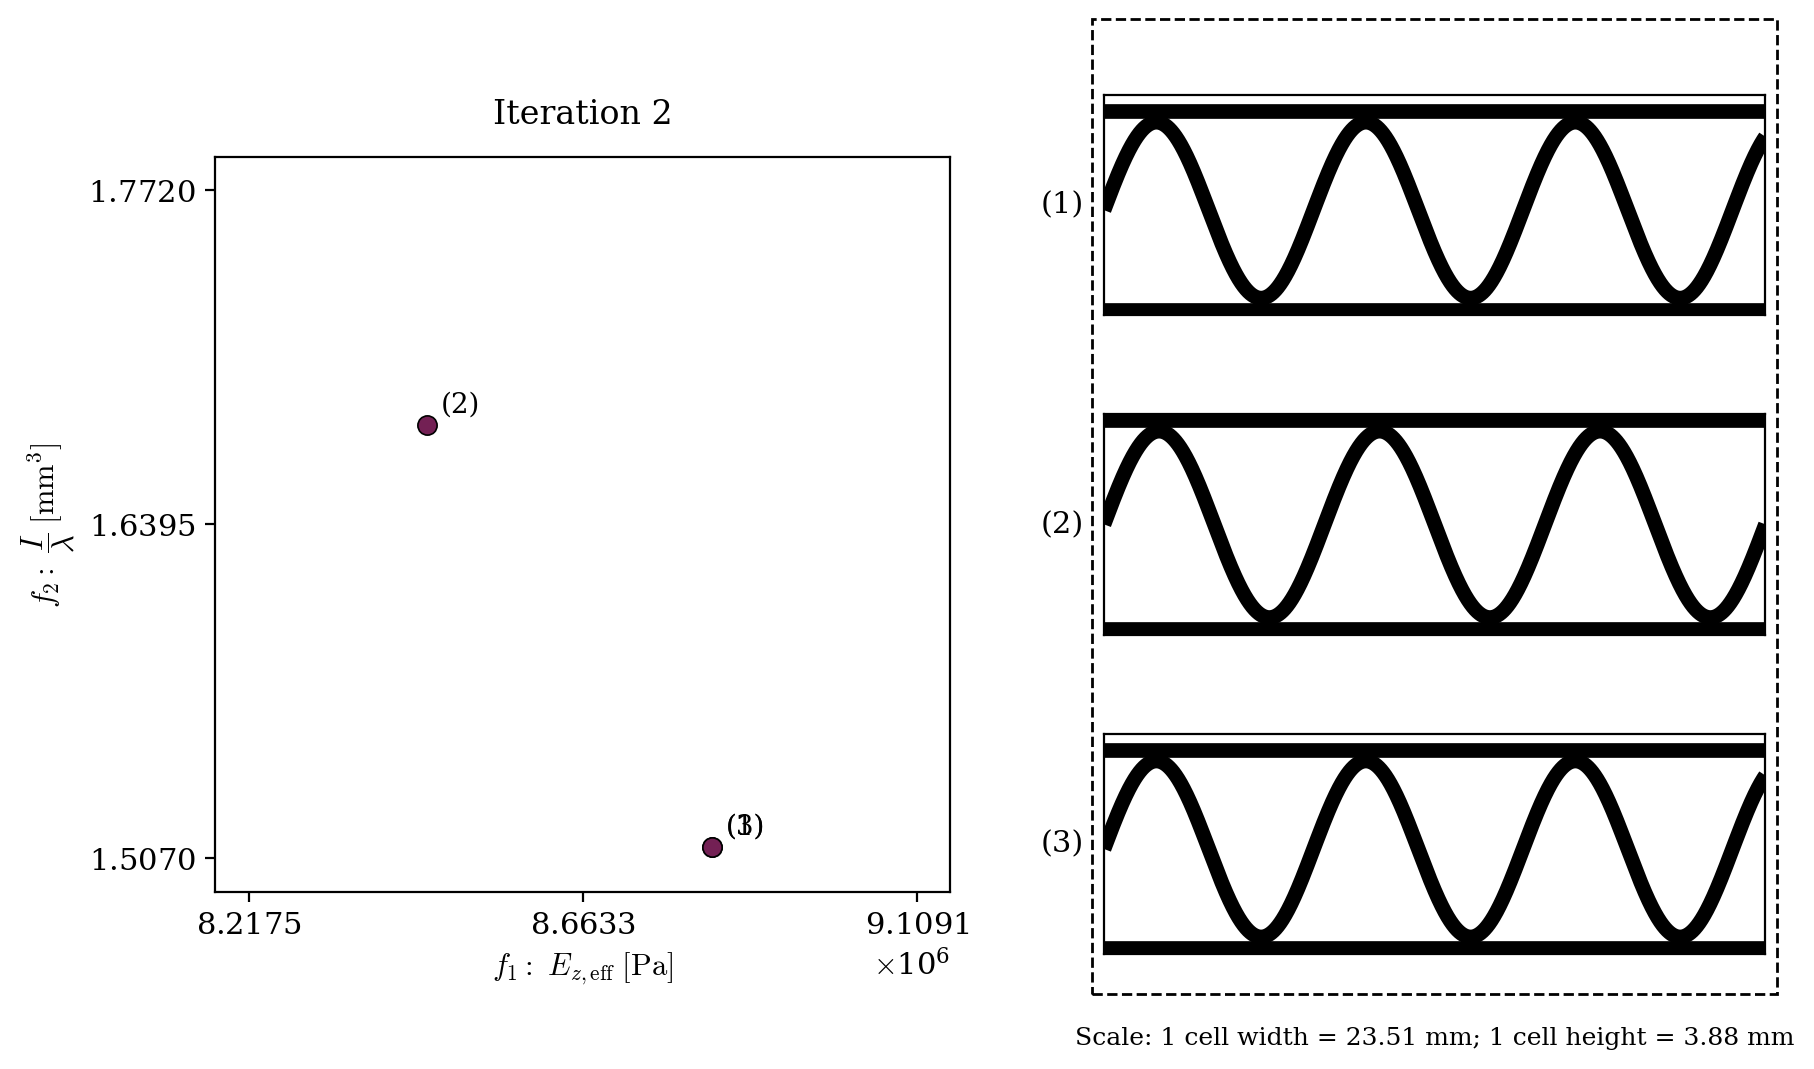 Iteration 2
1.7720
1.6395
1.5070
f₂ : I/λ [mm³]
(2)
(1)
(3)
8.2175 8.6633 9.1091
×10⁶
f₁ : E_z,eff [Pa]
(1)
(2)
(3)
Scale: 1 cell width = 23.51 mm; 1 cell height = 3.88 mm